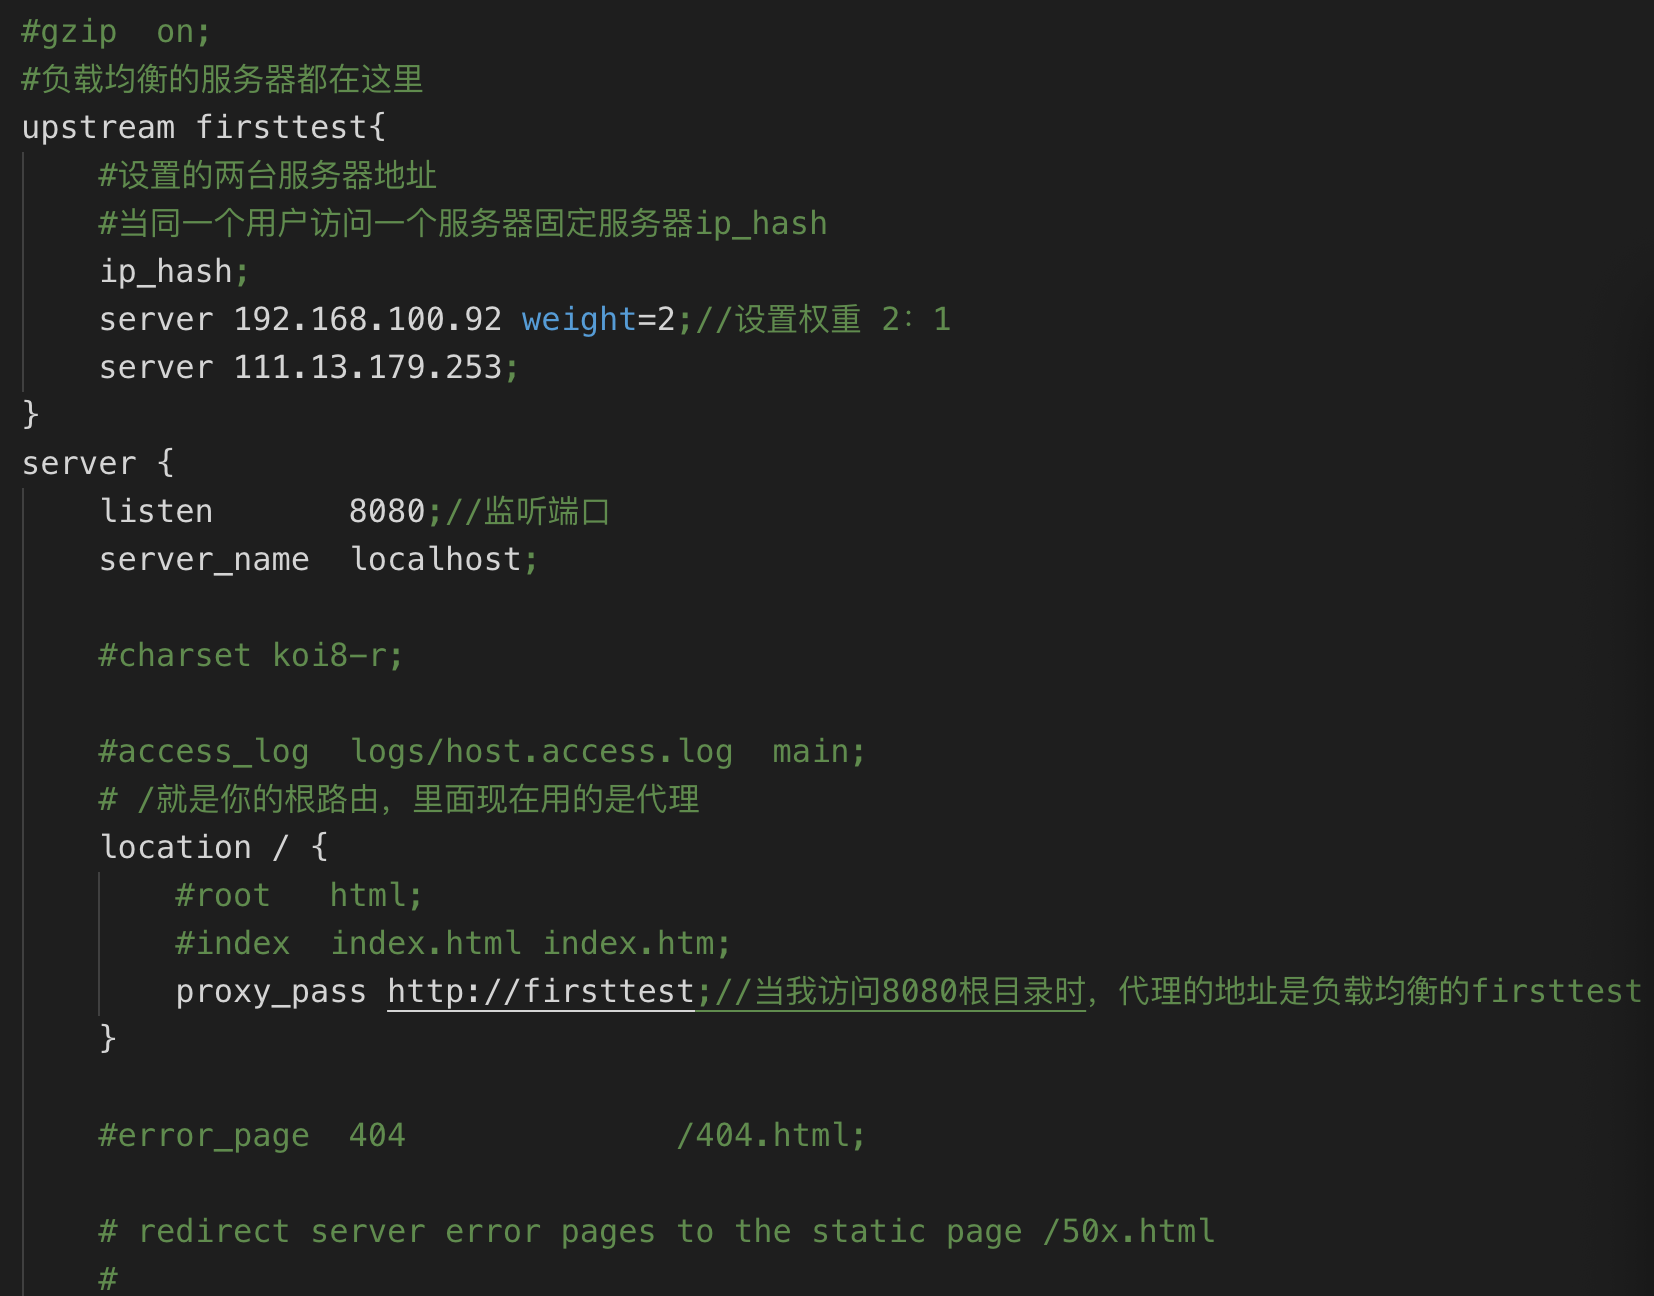 #gzip  on;
#负载均衡的服务器都在这里
upstream firsttest{
    #设置的两台服务器地址
    #当同一个用户访问一个服务器固定服务器ip_hash
    ip_hash;
    server 192.168.100.92 weight=2;//设置权重 2：1
    server 111.13.179.253;
}
server {
    listen       8080;//监听端口
    server_name  localhost;

    #charset koi8-r;

    #access_log  logs/host.access.log  main;
    # /就是你的根路由，里面现在用的是代理
    location / {
        #root   html;
        #index  index.html index.htm;
        proxy_pass http://firsttest;//当我访问8080根目录时，代理的地址是负载均衡的firsttest
    }

    #error_page  404              /404.html;

    # redirect server error pages to the static page /50x.html
    #